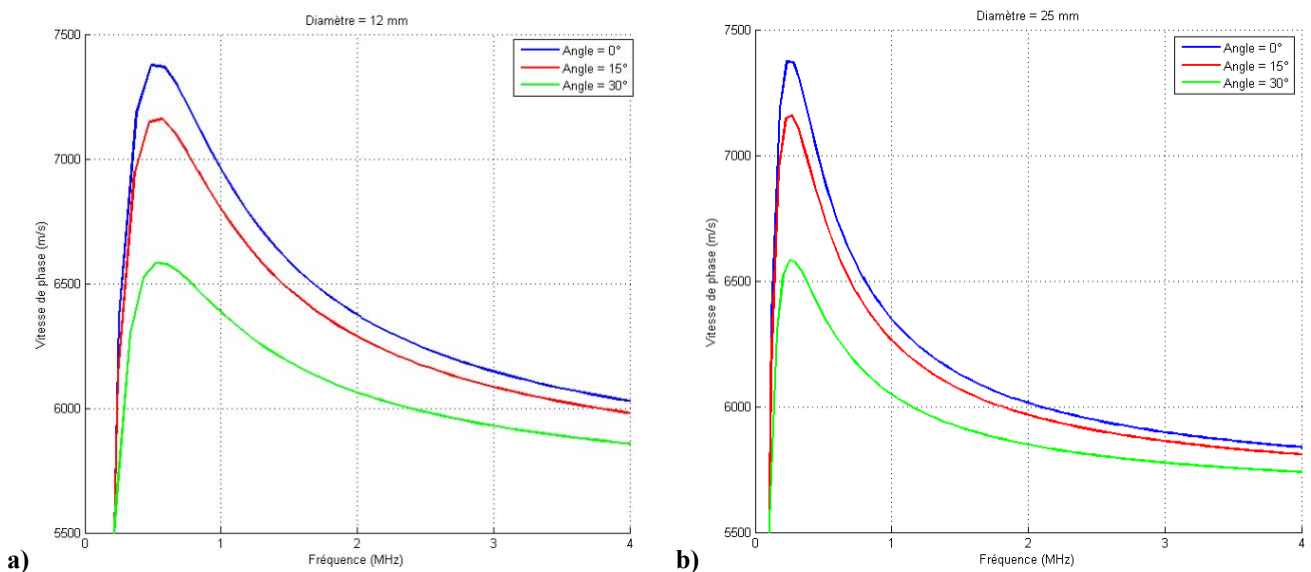 Diamètre = 12 mm
7500
7000
6500
6000
5500
Vitesse de phase (m/s)
Angle = 0°
Angle = 15°
Angle = 30°
0
1
2
3
4
Fréquence (MHz)
a)
Diamètre = 25 mm
7500
7000
6500
6000
5500
Vitesse de phase (m/s)
Angle = 0°
Angle = 15°
Angle = 30°
0
1
2
3
4
Fréquence (MHz)
b)